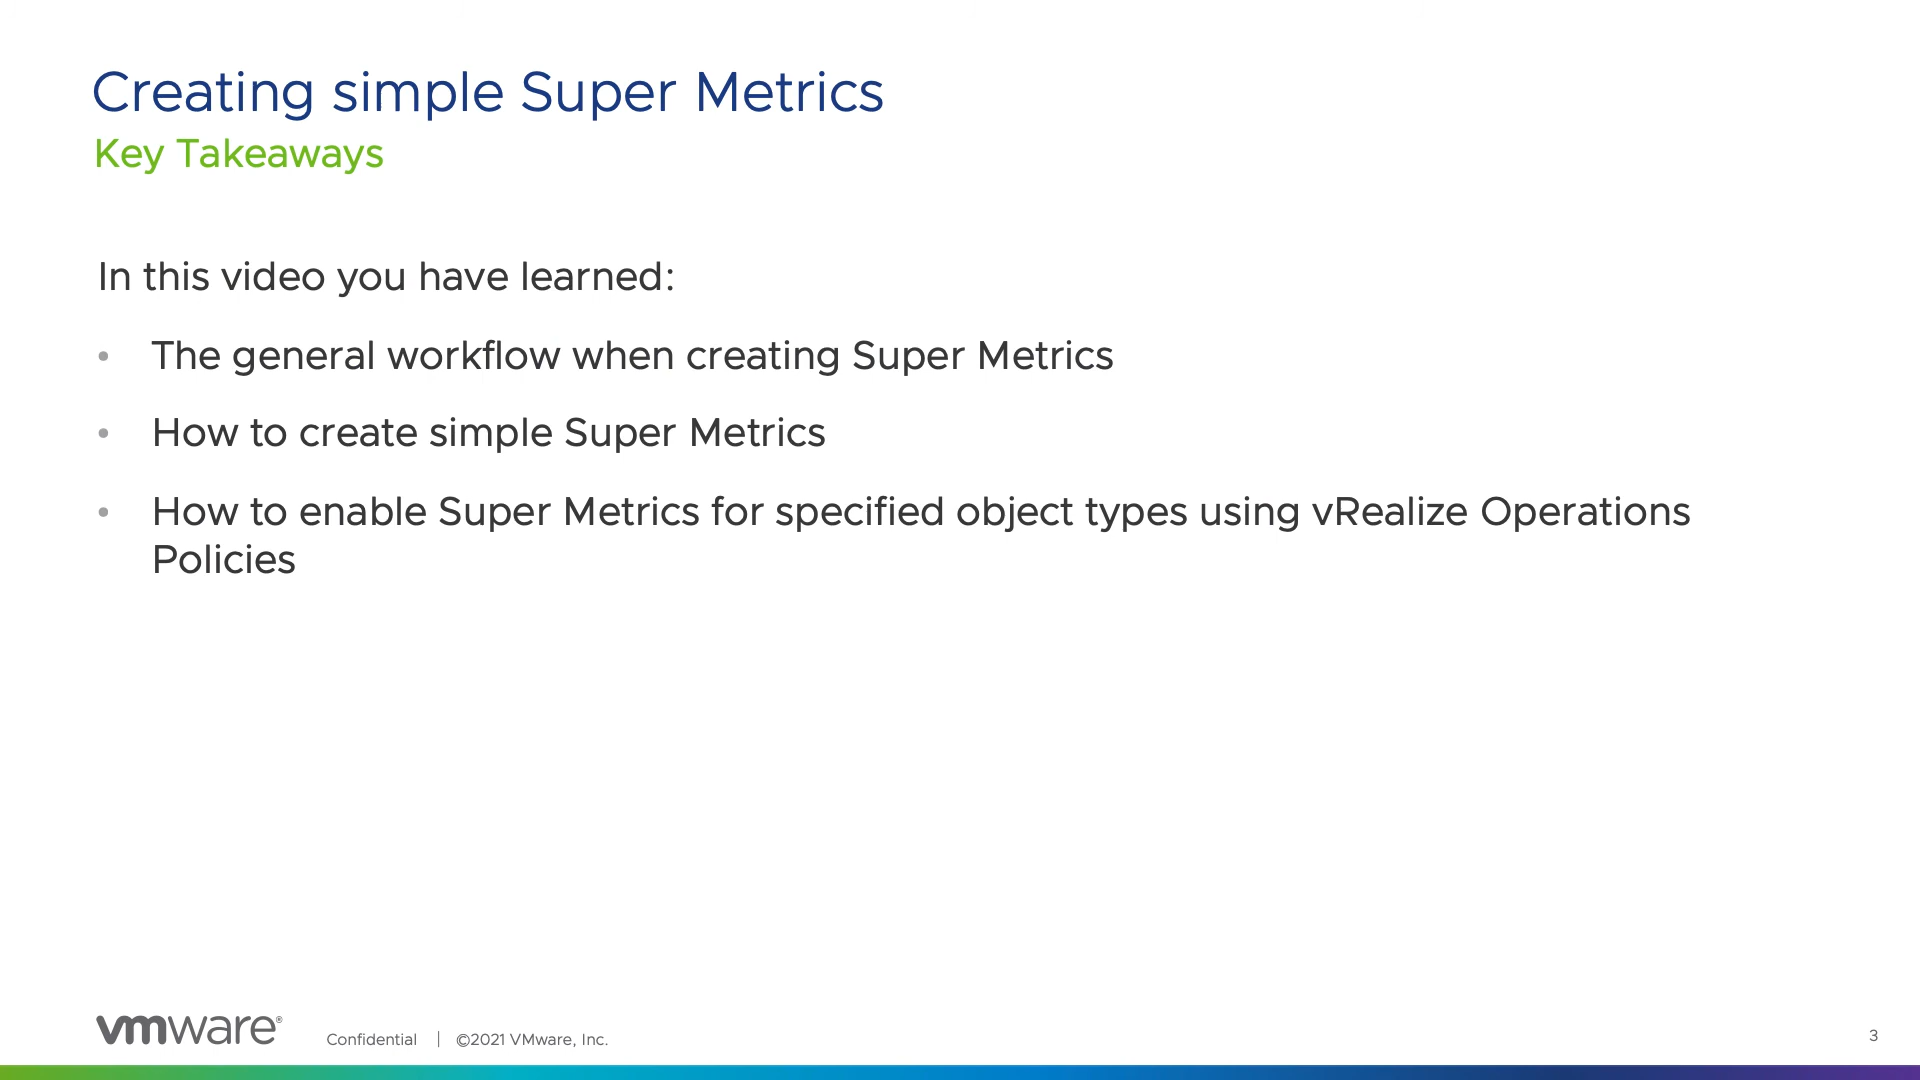 Creating simple Super Metrics
Key Takeaways
In this video you have learned:
• The general workflow when creating Super Metrics
• How to create simple Super Metrics
• How to enable Super Metrics for specified object types using vRealize Operations
Policies
vmware®
Confidential | ©2021 VMware, Inc.
3